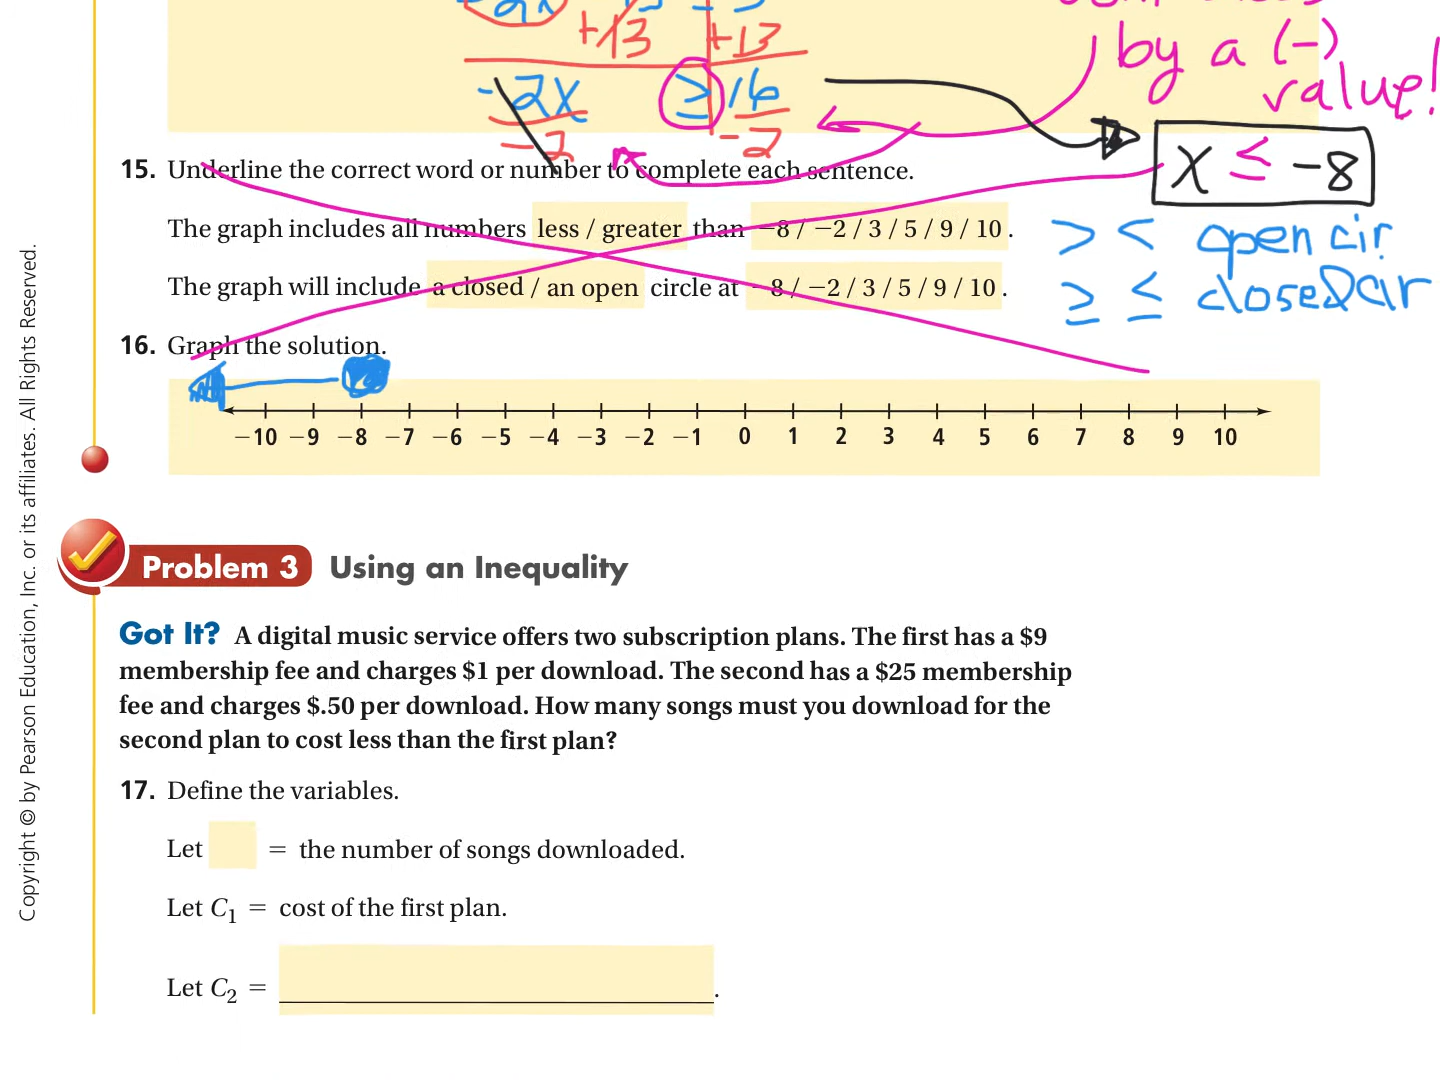 +13 +13
by a (-)
value!
-2x ≥ 16
-2 -2
x ≤ -8
15. Underline the correct word or number to complete each sentence.
The graph includes all numbers less / greater than −8 / −2 / 3 / 5 / 9 / 10 .
> < open cir
The graph will include a closed / an open circle at −8 / −2 / 3 / 5 / 9 / 10 .
≥ ≤ closed cir
16. Graph the solution.
−10 −9 −8 −7 −6 −5 −4 −3 −2 −1 0 1 2 3 4 5 6 7 8 9 10
Problem 3 Using an Inequality
Got It? A digital music service offers two subscription plans. The first has a $9
membership fee and charges $1 per download. The second has a $25 membership
fee and charges $.50 per download. How many songs must you download for the
second plan to cost less than the first plan?
17. Define the variables.
Let = the number of songs downloaded.
Let C₁ = cost of the first plan.
Let C₂ = .
Copyright © by Pearson Education, Inc. or its affiliates. All Rights Reserved.